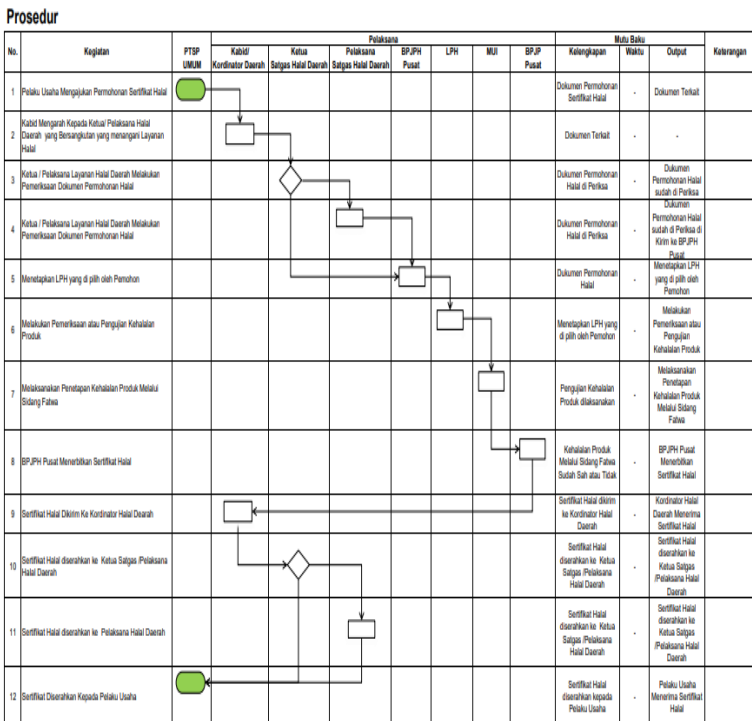 Prosedur
No.
Kegiatan
Pelaksana
Mutu Baku
Keterangan
PTSP
UMUM
Kabid/
Kordinator Daerah
Ketua
Satgas Halal Daerah
Pelaksana
Satgas Halal Daerah
BPJPH
Pusat
LPH
MUI
BPJP
Pusat
Kelengkapan
Waktu
Output
1
Pelaku Usaha Mengajukan Permohonan Sertifikat Halal
Dokumen Permohonan
Sertifikat Halal
-
Dokumen Terkait
2
Kabid Mengarah Kepada Ketua/ Pelaksana Halal
Daerah yang Bersangkutan yang menangani Layanan
Halal
Dokumen Terkait
-
-
3
Ketua / Pelaksana Layanan Halal Daerah Melakukan
Pemeriksaan Dokumen Permohonan Halal
Dokumen Permohonan
Halal di Periksa
-
Dukumen
Permohonan Halal
sudah di Periksa
4
Ketua / Pelaksana Layanan Halal Daerah Melakukan
Pemeriksaan Dokumen Permohonan Halal
Dukumen Permohonan
Halal di Periksa
-
Dukumen
Permohonan Halal
sudah di Periksa di
Kirim ke BPJPH
Pusat
5
Menetapkan LPH yang di pilih oleh Pemohon
Dukumen Permohonan
Halal
-
Menetapkan LPH
yang di pilih oleh
Pemohon
6
Melakukan Pemeriksaan atau Pengujian Kehalalan
Produk
Menetapkan LPH yang
di pilih oleh Pemohon
-
Melakukan
Pemeriksaan atau
Pengujian
Kehalalan Produk
7
Melaksanakan Penetapan Kehalalan Produk Melalui
Sidang Fatwa
Pengujian Kehalalan
Produk dilaksanakan
-
Melaksanakan
Penetapan
Kehalalan Produk
Melalui Sidang
Fatwa
8
BPJPH Pusat Menerbitkan Sertifikat Halal
Kehalalan Produk
Melalui Sidang Fatwa
Sudah Sah atau Tidak
-
BPJPH Pusat
Menerbitkan
Sertifikat Halal
9
Sertifikat Halal Dikirim Ke Kordinator Halal Dearah
Sertifikat Halal dikirim
ke Kordinator Halal
Daerah
-
Kordinator Halal
Daerah Menerima
Sertifikat Halal
10
Sertifikat Halal diserahkan ke Ketua Satgas /Pelaksana
Halal Daerah
Sertifikat Halal
diserahkan ke Ketua
Satgas /Pelaksana
Halal Daerah
-
Sertifikat Halal
diserahkan ke
Ketua Satgas
/Pelaksana Halal
Daerah
11
Sertifikat Halal diserahkan ke Pelaksana Halal Daerah
Sertifikat Halal
diserahkan ke Ketua
Satgas /Pelaksana
Halal Daerah
-
Sertifikat Halal
diserahkan ke
Ketua Satgas
/Pelaksana Halal
Daerah
12
Sertifikat Diserahkan Kepada Pelaku Usaha
Sertifikat Halal
diserahkan kepada
Pelaku Usaha
-
Pelaku Usaha
Menerima Sertifikat
Halal